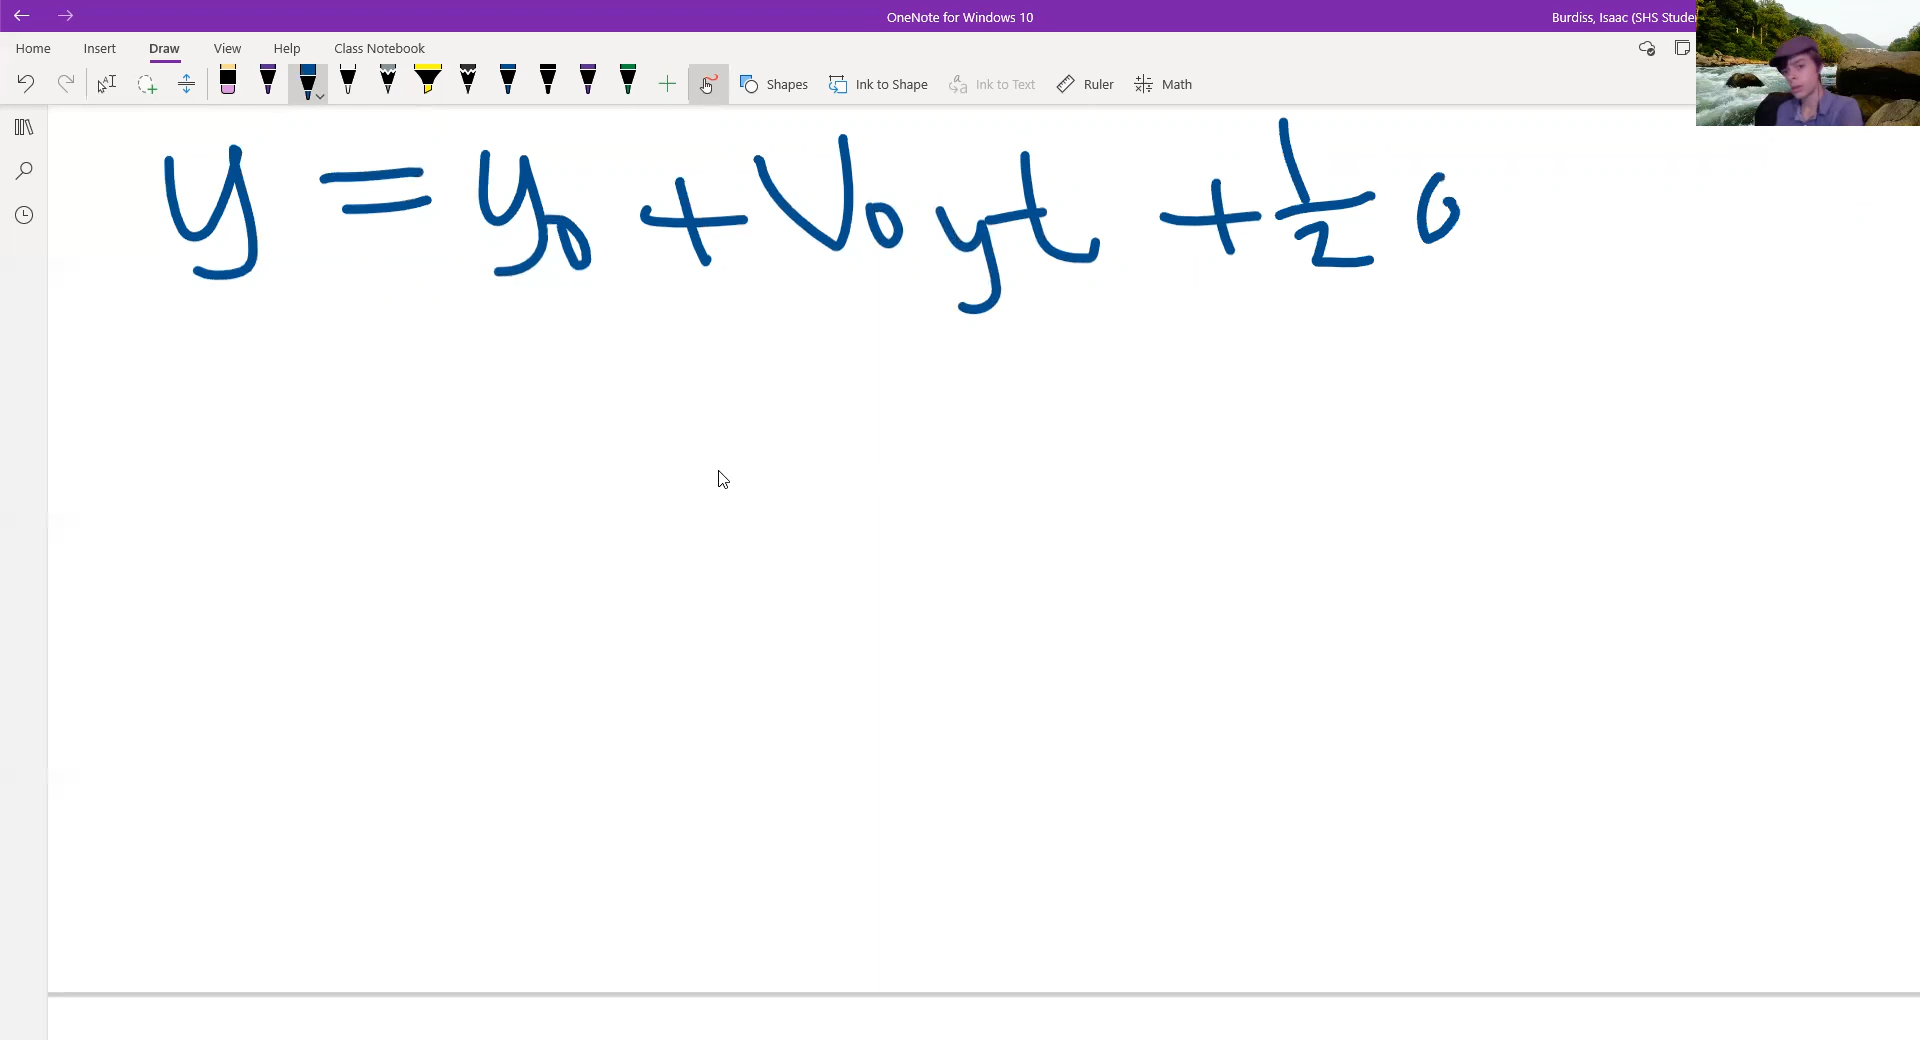 OneNote for Windows 10
Burdiss, Isaac (SHS Stude
Home Insert Draw View Help Class Notebook
Shapes Ink to Shape Ink to Text Ruler Math
y = y₀ + V₀yt + 1/2 a